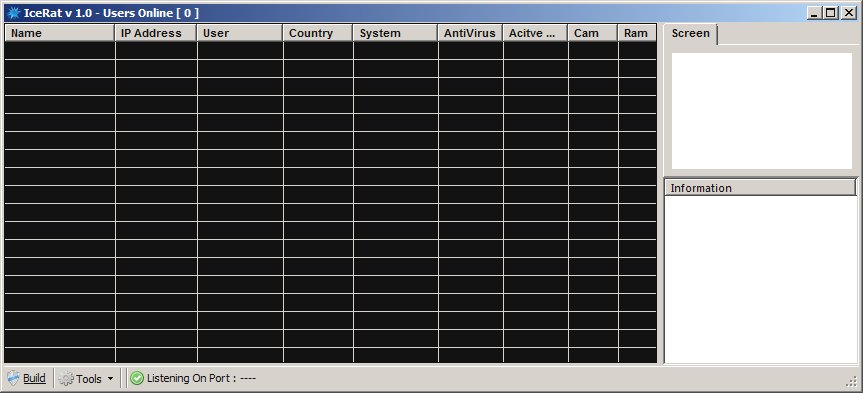 IceRat v 1.0 - Users Online [ 0 ]
Name IP Address User Country System AntiVirus Acitve ... Cam Ram
Screen
Information
Build Tools Listening On Port : ----